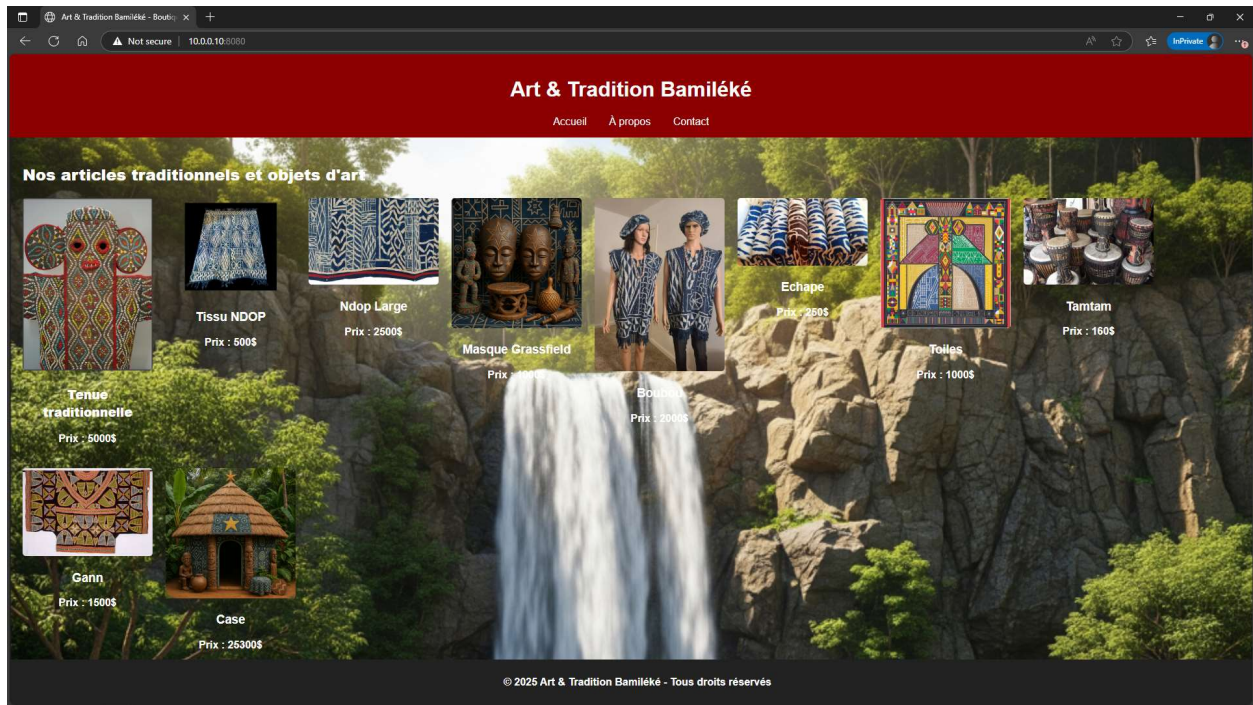 Art & Tradition Bamiléké - Boutiq
Not secure
10.0.0.10:8080
InPrivate
Art & Tradition Bamiléké
Accueil À propos Contact
Nos articles traditionnels et objets d'art
Tenue
traditionnelle
Prix : 5000$
Tissu NDOP
Prix : 500$
Ndop Large
Prix : 2500$
Masque Grassfield
Prix
Boubou
Prix : 2000$
Echape
Prix : 250$
Toiles
Prix : 1000$
Tamtam
Prix : 160$
Gann
Prix : 1500$
Case
Prix : 25300$
© 2025 Art & Tradition Bamiléké - Tous droits réservés